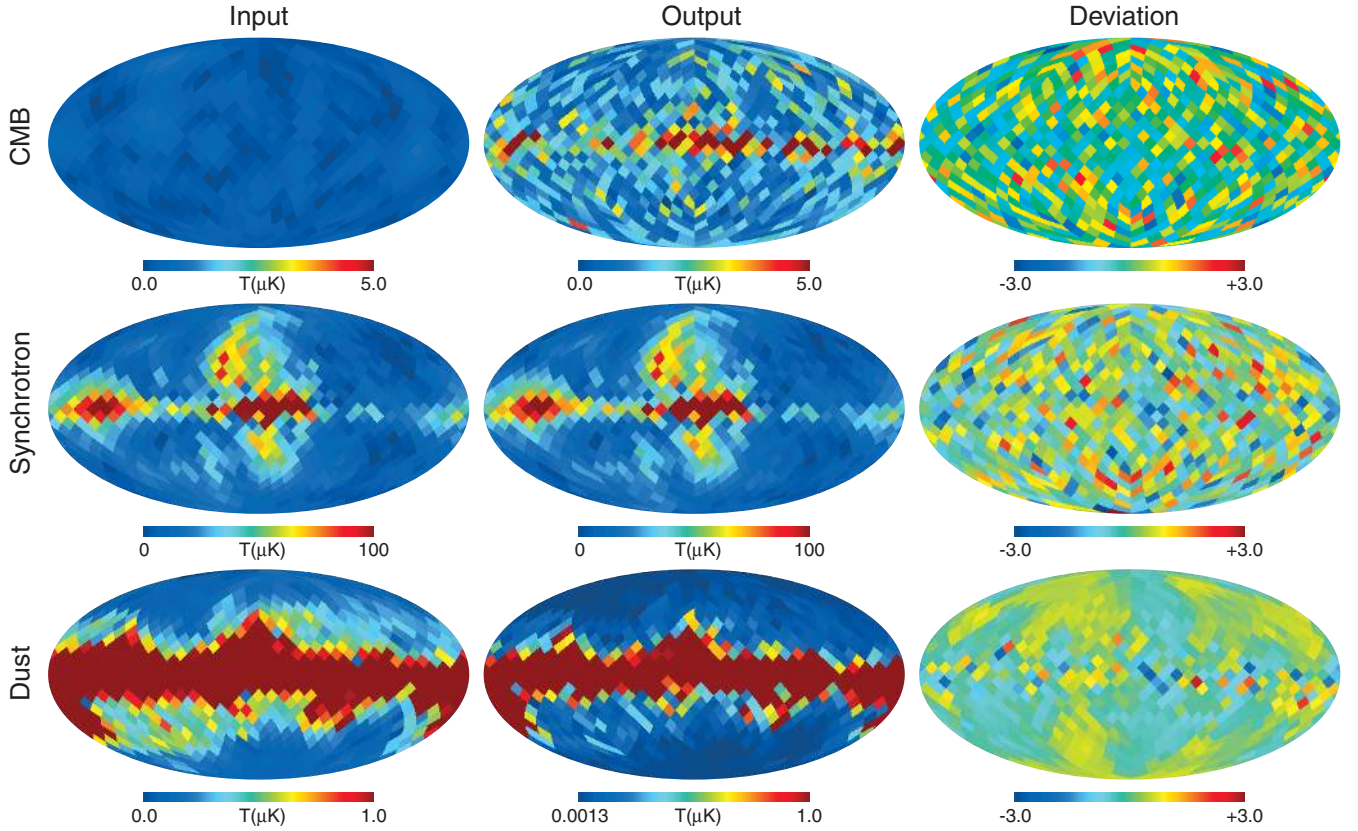 Input Output Deviation
CMB
0.0 T(μK) 5.0 0.0 T(μK) 5.0 -3.0 +3.0
Synchrotron
0 T(μK) 100 0 T(μK) 100 -3.0 +3.0
Dust
0.0 T(μK) 1.0 0.0013 T(μK) 1.0 -3.0 +3.0